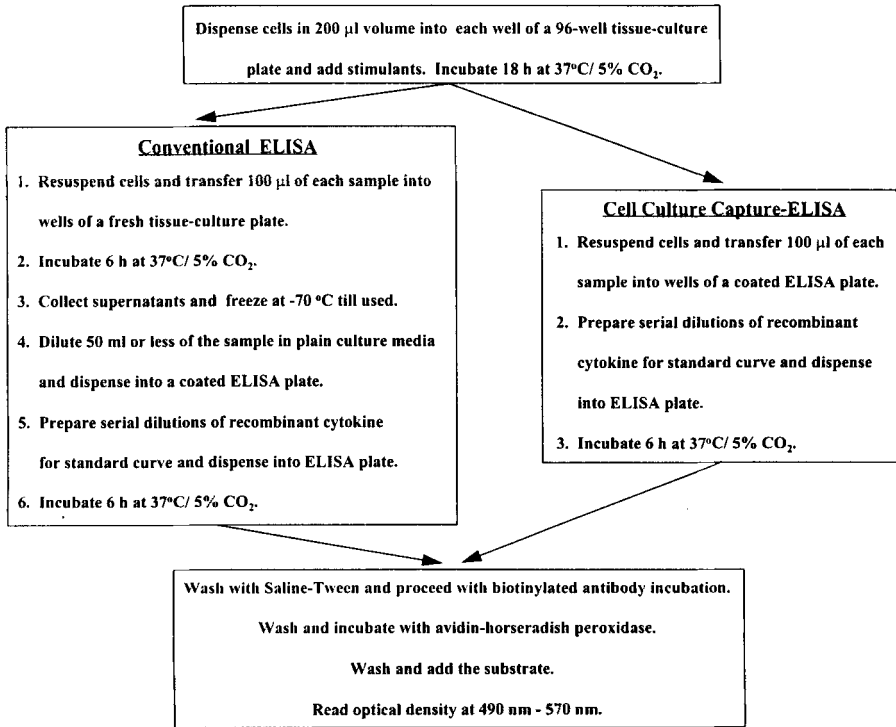 Dispense cells in 200 µl volume into each well of a 96-well tissue-culture
plate and add stimulants. Incubate 18 h at 37ºC/ 5% CO₂.
Conventional ELISA
1. Resuspend cells and transfer 100 µl of each sample into
wells of a fresh tissue-culture plate.
2. Incubate 6 h at 37ºC/ 5% CO₂.
3. Collect supernatants and freeze at -70 ºC till used.
4. Dilute 50 ml or less of the sample in plain culture media
and dispense into a coated ELISA plate.
5. Prepare serial dilutions of recombinant cytokine
for standard curve and dispense into ELISA plate.
6. Incubate 6 h at 37ºC/ 5% CO₂.
Cell Culture Capture-ELISA
1. Resuspend cells and transfer 100 µl of each
sample into wells of a coated ELISA plate.
2. Prepare serial dilutions of recombinant
cytokine for standard curve and dispense
into ELISA plate.
3. Incubate 6 h at 37ºC/ 5% CO₂.
Wash with Saline-Tween and proceed with biotinylated antibody incubation.
Wash and incubate with avidin-horseradish peroxidase.
Wash and add the substrate.
Read optical density at 490 nm - 570 nm.